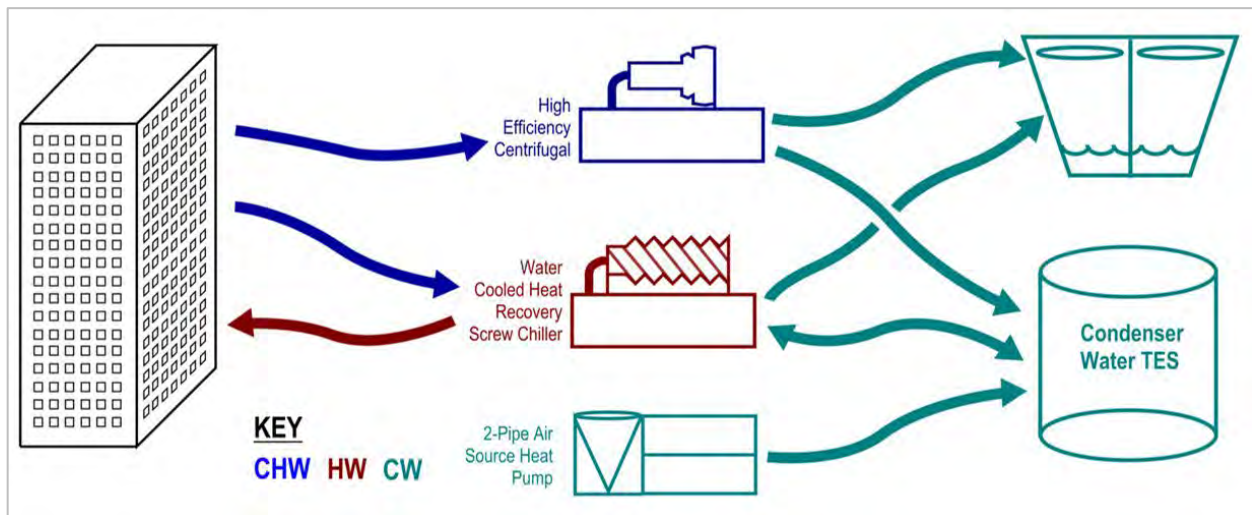 High
Efficiency
Centrifugal
Water
Cooled Heat
Recovery
Screw Chiller
Condenser
Water TES
2-Pipe Air
Source Heat
Pump
KEY
CHW HW CW